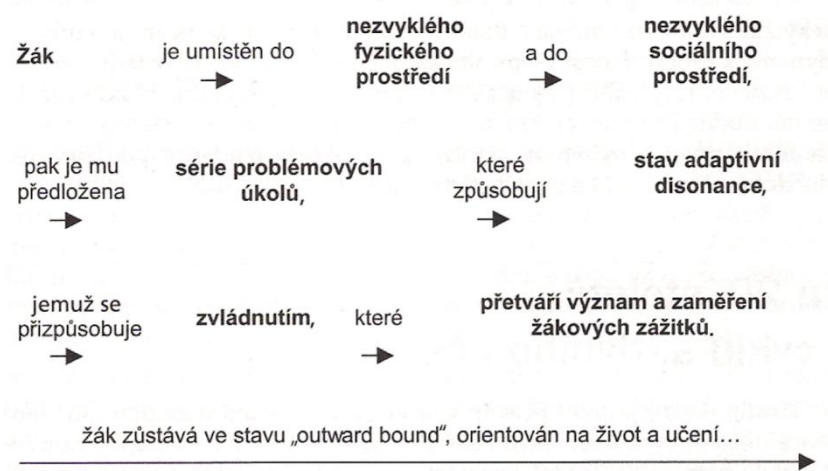 Žák je umístěn do nezvyklého fyzického prostředí a do nezvyklého sociálního prostředí,
pak je mu předložena série problémových úkolů, které způsobují stav adaptivní disonance,
jemuž se přizpůsobuje zvládnutím, které přetváří význam a zaměření žákových zážitků.
žák zůstává ve stavu „outward bound“, orientován na život a učení…